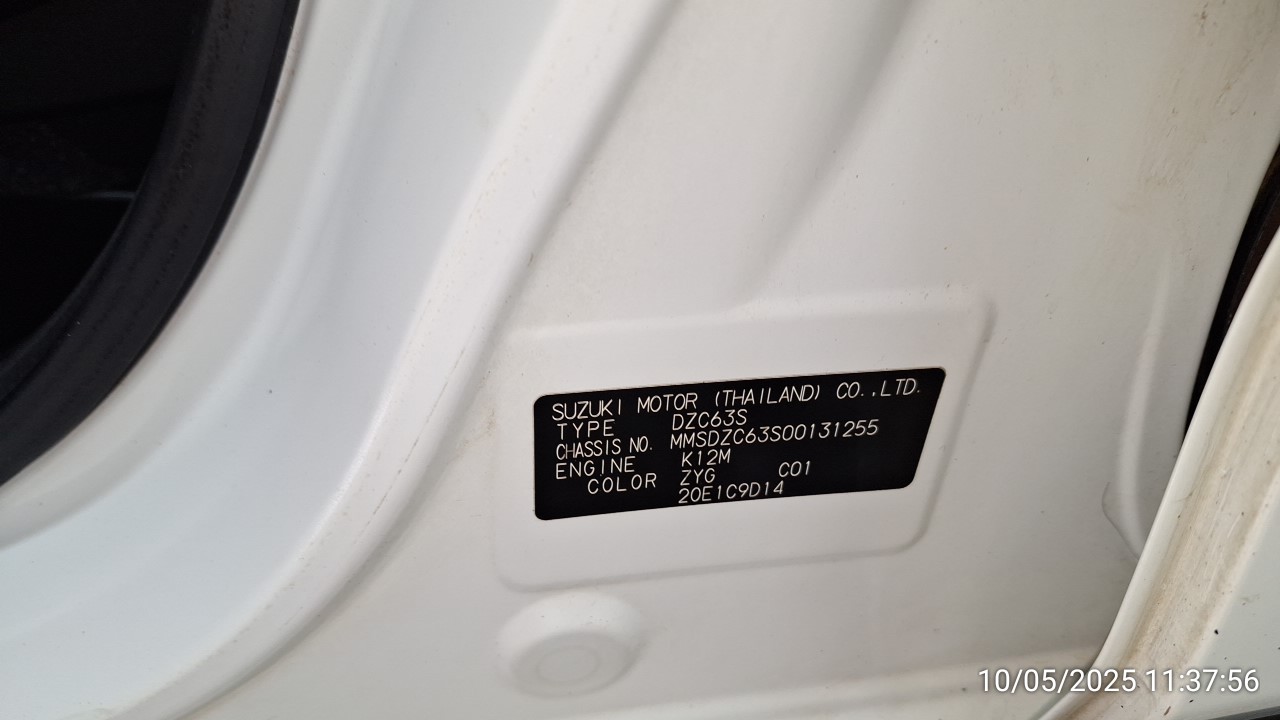 SUZUKI MOTOR (THAILAND) CO.,LTD.
TYPE DZC63S
CHASSIS NO. MMSDZC63S00131255
ENGINE K12M
COLOR ZYG C01
20E1C9D14
10/05/2025 11:37:56